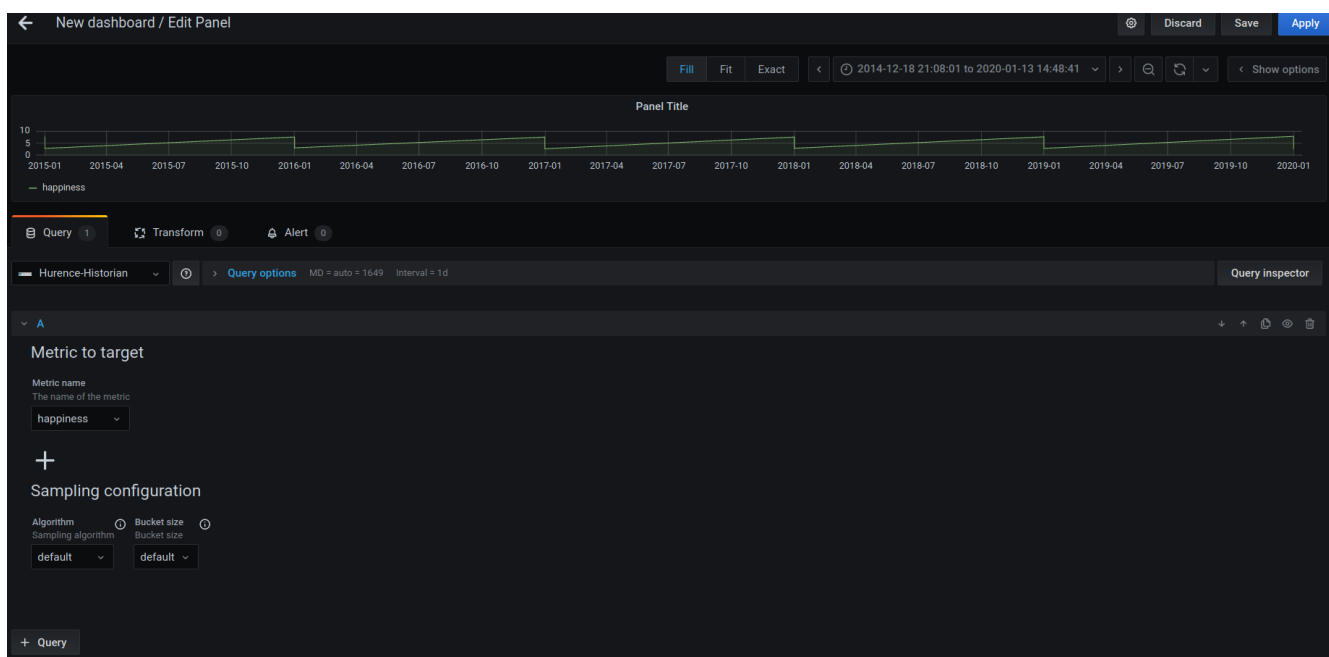 New dashboard / Edit Panel
Discard Save Apply
Fill Fit Exact 2014-12-18 21:08:01 to 2020-01-13 14:48:41 Show options
Panel Title
10
5
0
2015-01 2015-04 2015-07 2015-10 2016-01 2016-04 2016-07 2016-10 2017-01 2017-04 2017-07 2017-10 2018-01 2018-04 2018-07 2018-10 2019-01 2019-04 2019-07 2019-10 2020-01
happiness
Query 1 Transform 0 Alert 0
Hurence-Historian Query options MD = auto = 1649 Interval = 1d Query inspector
A
Metric to target
Metric name
The name of the metric
happiness
Sampling configuration
Algorithm Bucket size
Sampling algorithm Bucket size
default default
+ Query